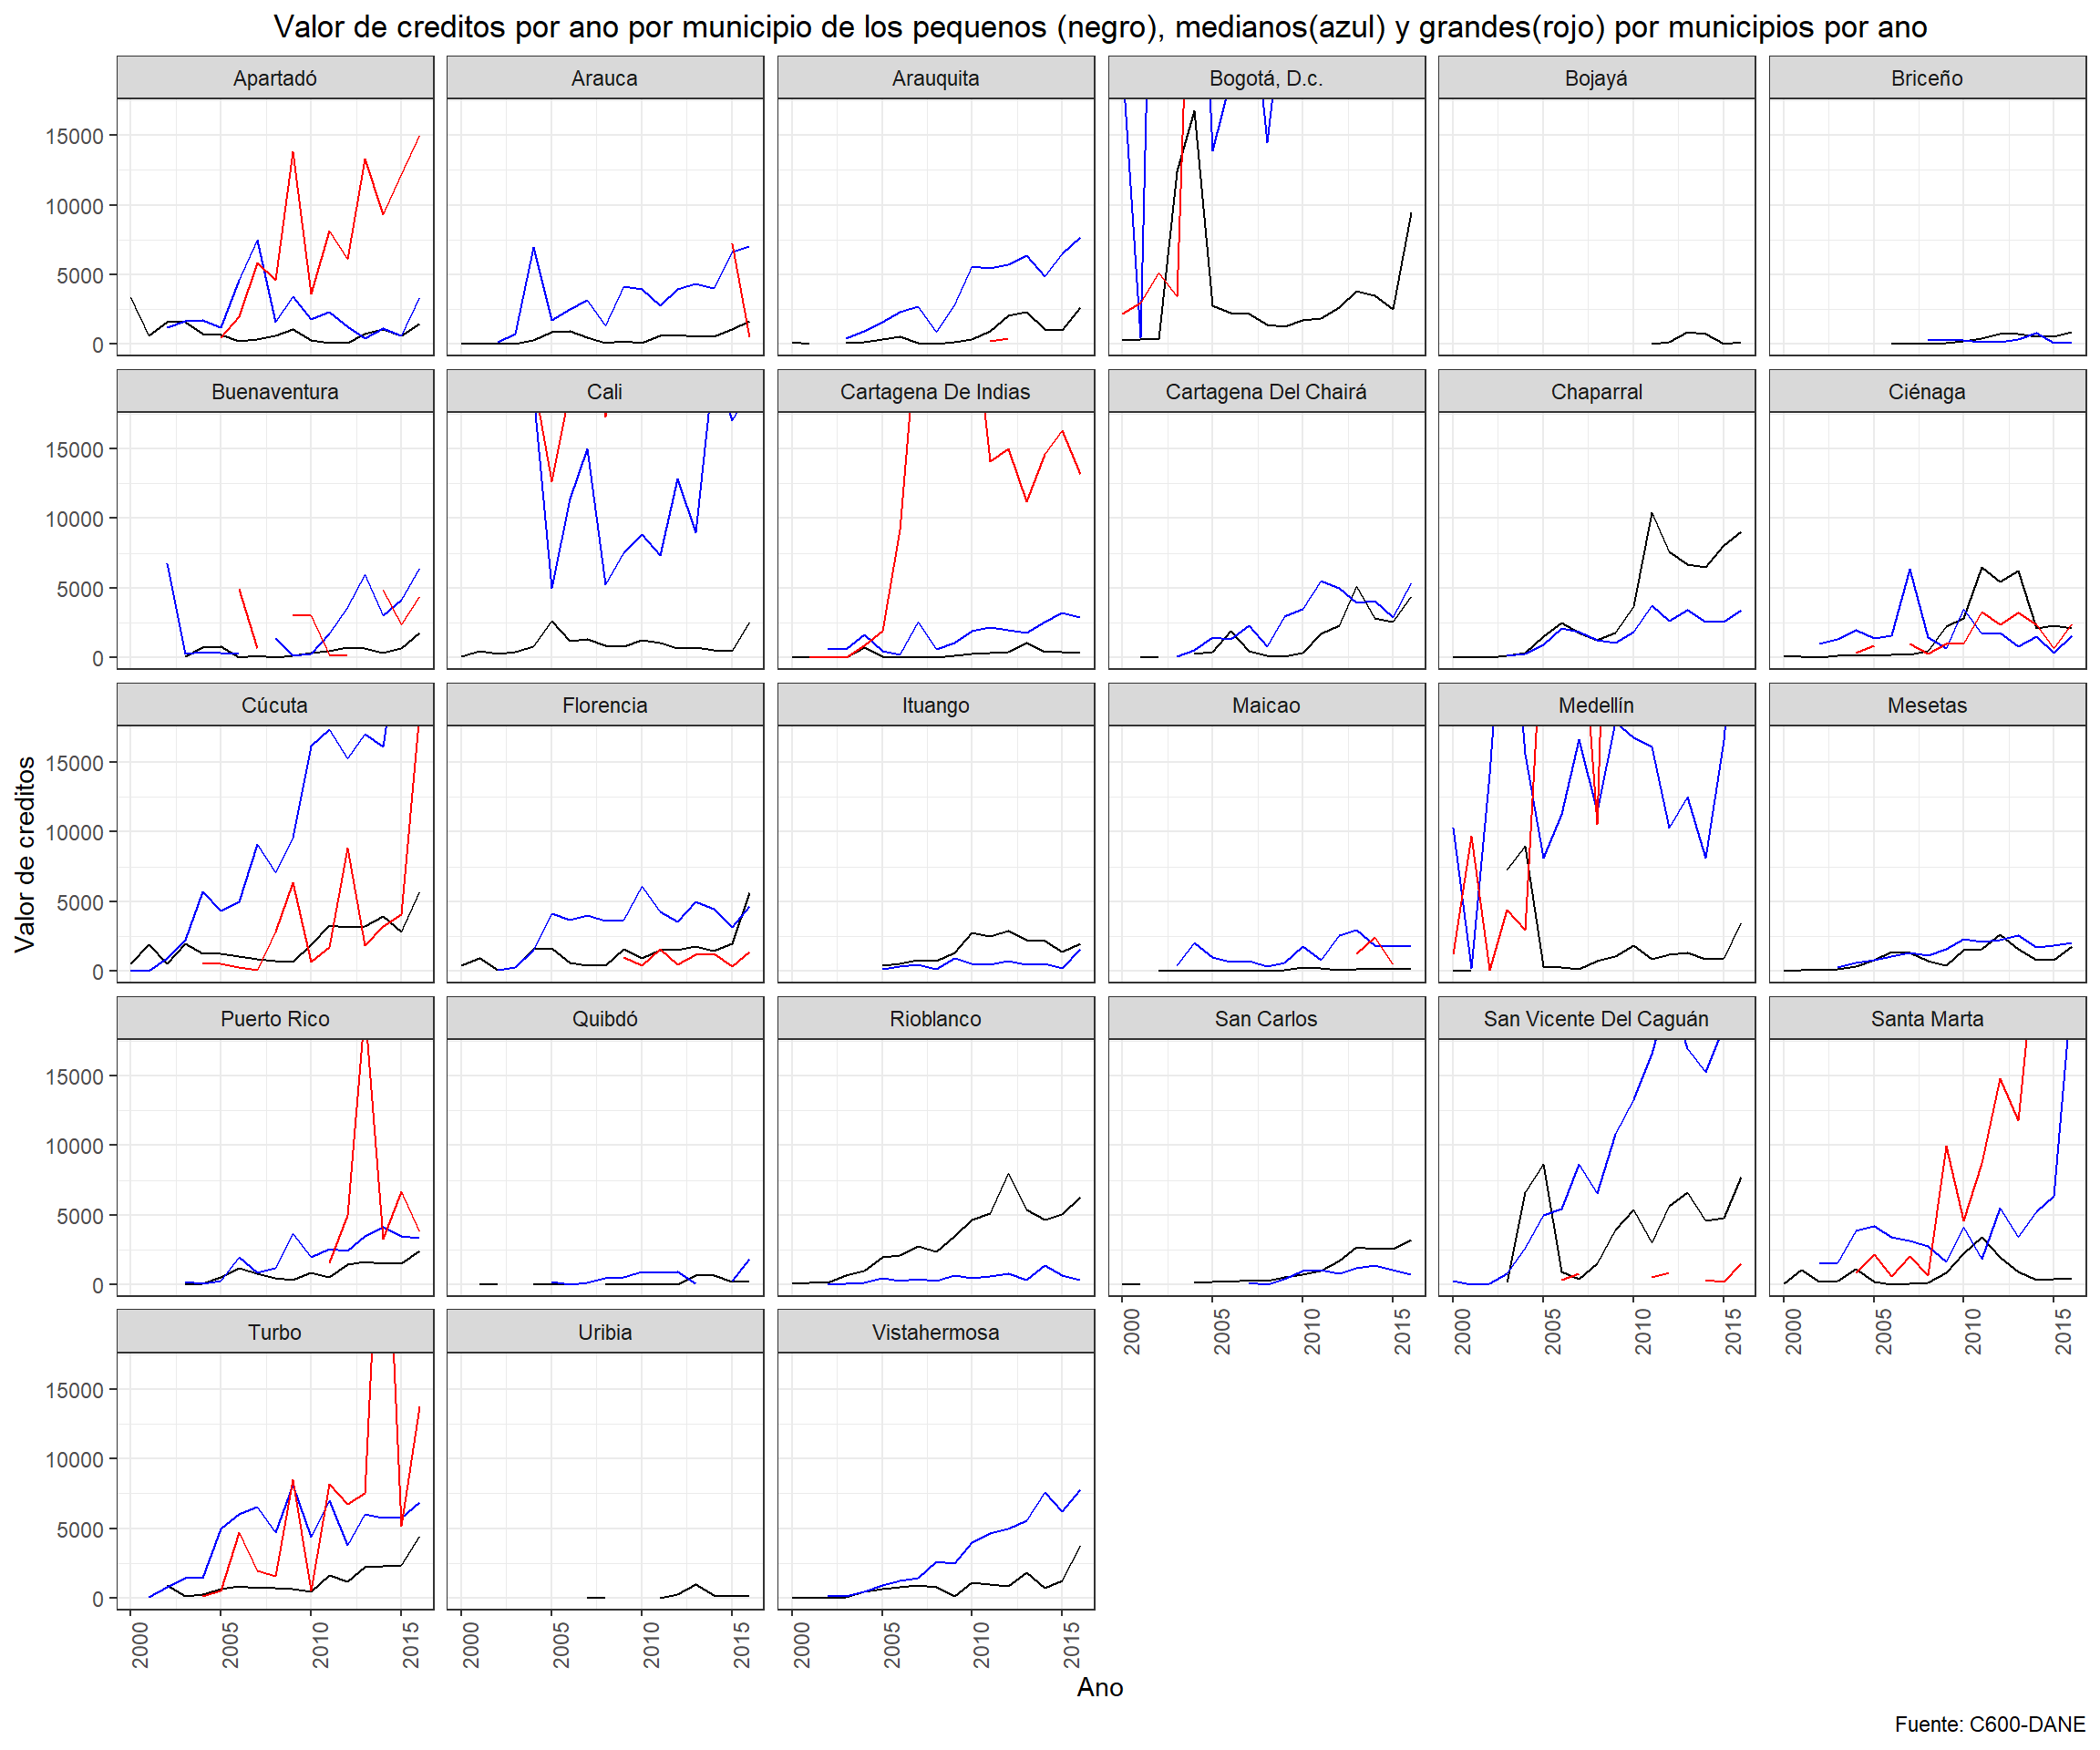 Valor de creditos por ano por municipio de los pequenos (negro), medianos(azul) y grandes(rojo) por municipios por ano
Apartadó Arauca Arauquita Bogotá, D.c. Bojayá Briceño
15000
10000
5000
0
Buenaventura Cali Cartagena De Indias Cartagena Del Chairá Chaparral Ciénaga
15000
10000
5000
0
Cúcuta Florencia Ituango Maicao Medellín Mesetas
15000
10000
5000
0
Valor de creditos
Puerto Rico Quibdó Rioblanco San Carlos San Vicente Del Caguán Santa Marta
15000
10000
5000
0
2000 2005 2010 2015 2000 2005 2010 2015 2000 2005 2010 2015
Turbo Uribia Vistahermosa
15000
10000
5000
0
2000 2005 2010 2015 2000 2005 2010 2015 2000 2005 2010 2015
Ano
Fuente: C600-DANE